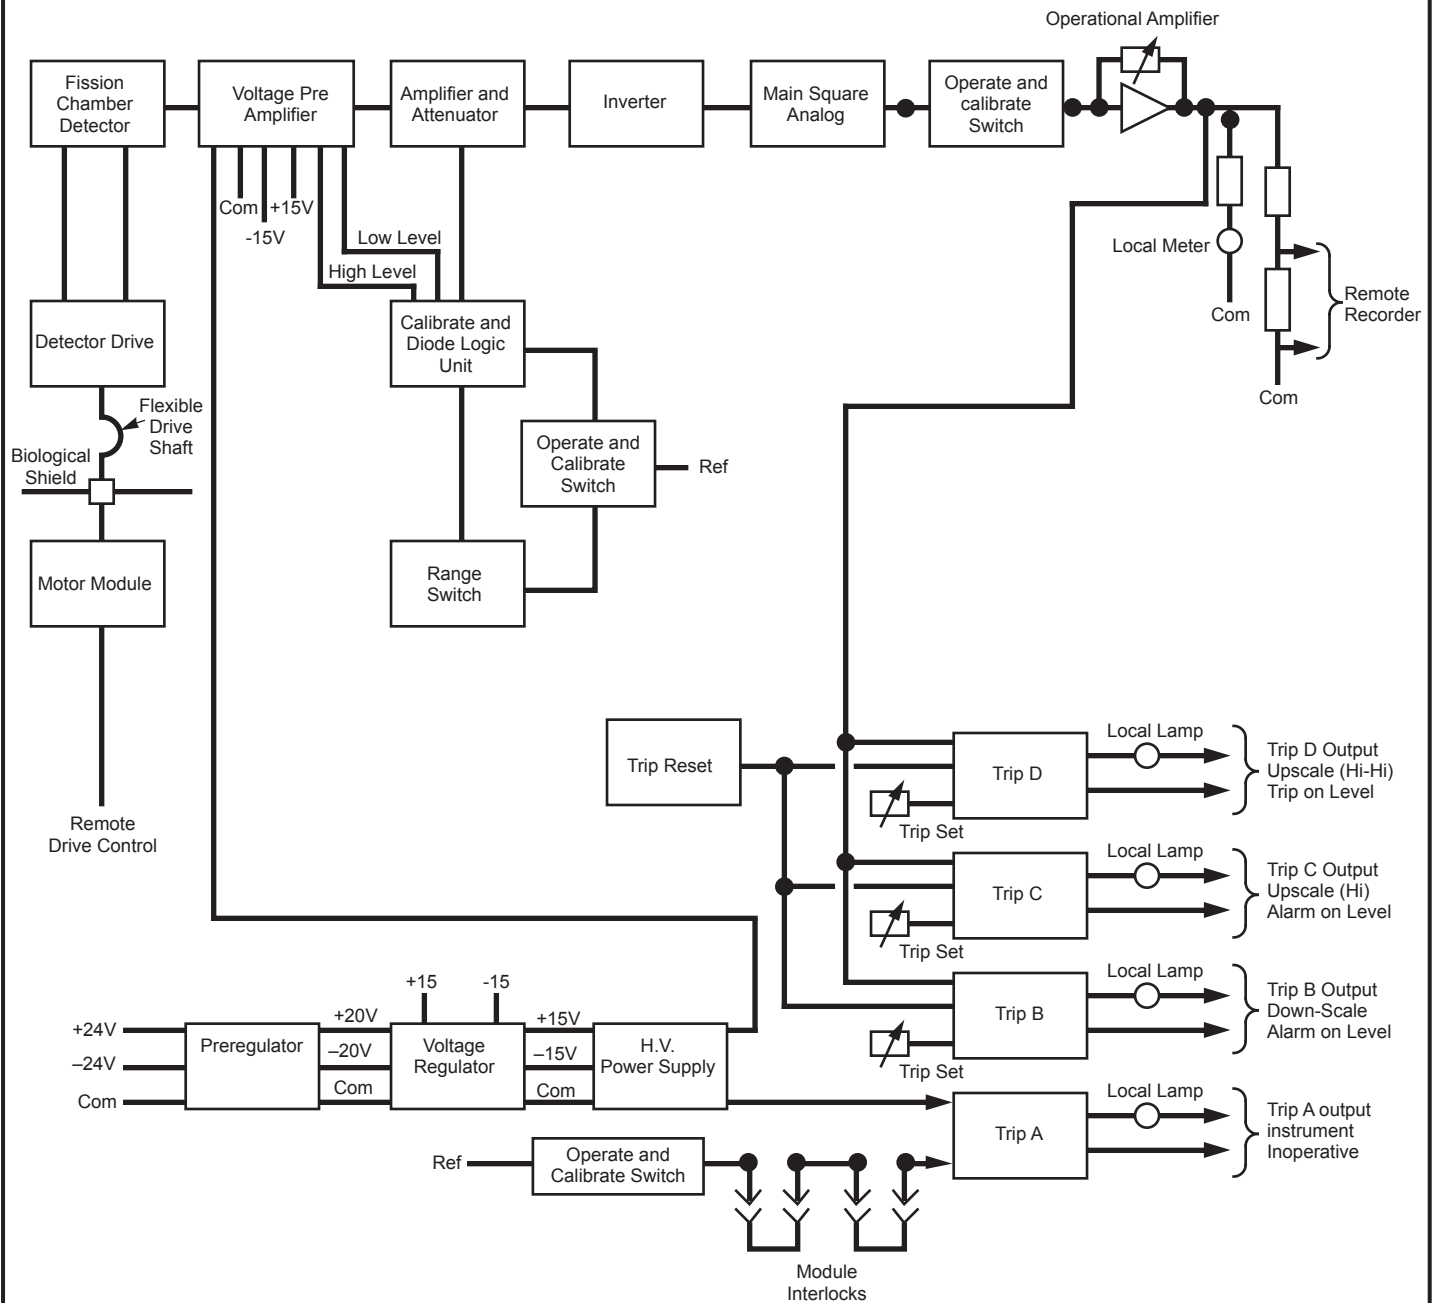 Operational Amplifier
Fission
Chamber
Detector
Voltage Pre
Amplifier
Amplifier and
Attenuator
Inverter
Main Square
Analog
Operate and
calibrate
Switch
Com
+15V
-15V
Low Level
High Level
Local Meter
Com
Remote
Recorder
Com
Detector Drive
Calibrate and
Diode Logic
Unit
Flexible
Drive
Shaft
Biological
Shield
Operate and
Calibrate
Switch
Ref
Motor Module
Range
Switch
Remote
Drive Control
Trip Reset
Trip D
Trip Set
Local Lamp
Trip D Output
Upscale (Hi-Hi)
Trip on Level
Trip C
Trip Set
Local Lamp
Trip C Output
Upscale (Hi)
Alarm on Level
Trip B
Trip Set
Local Lamp
Trip B Output
Down-Scale
Alarm on Level
+24V
–24V
Com
Preregulator
+20V
–20V
Com
+15
-15
Voltage
Regulator
+15V
–15V
Com
H.V.
Power Supply
Trip A
Local Lamp
Trip A output
instrument
Inoperative
Ref
Operate and
Calibrate Switch
Module
Interlocks